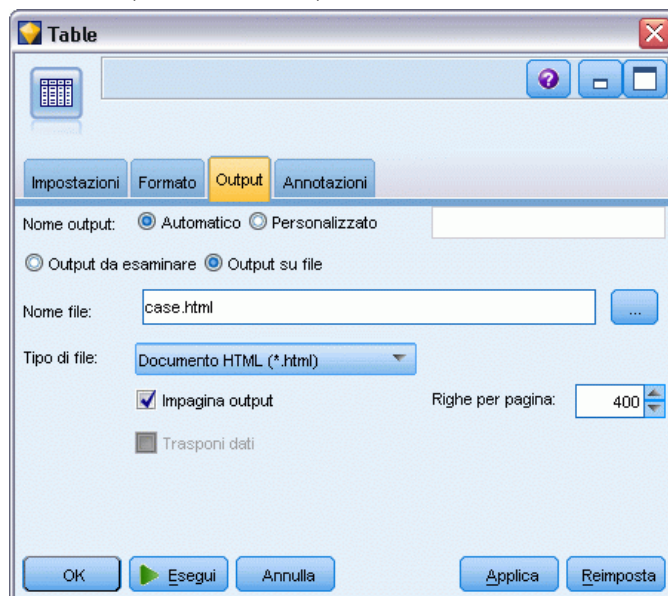 Table
Impostazioni Formato Output Annotazioni
Nome output: Automatico Personalizzato
Output da esaminare Output su file
Nome file: case.html ...
Tipo di file: Documento HTML (*.html)
Impagina output Righe per pagina: 400
Trasponi dati
OK Esegui Annulla Applica Reimposta